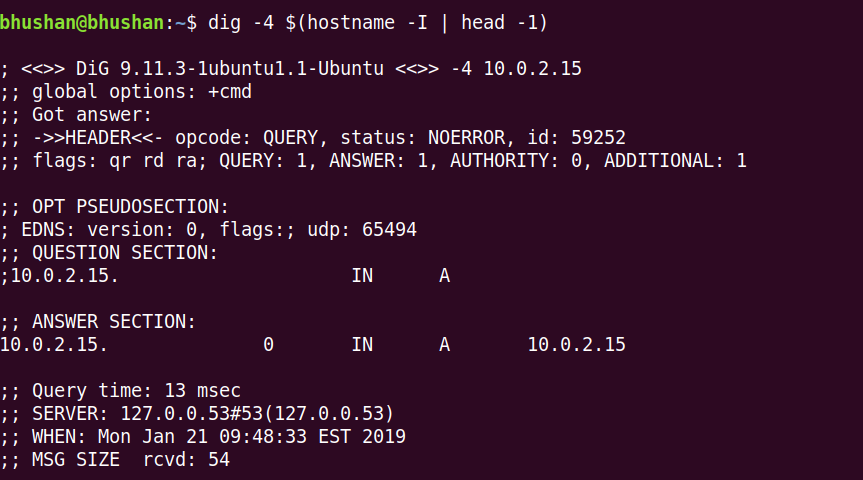 bhushan@bhushan:~$ dig -4 $(hostname -I | head -1)
; <<>> DiG 9.11.3-1ubuntu1.1-Ubuntu <<>> -4 10.0.2.15
;; global options: +cmd
;; Got answer:
;; ->>HEADER<<- opcode: QUERY, status: NOERROR, id: 59252
;; flags: qr rd ra; QUERY: 1, ANSWER: 1, AUTHORITY: 0, ADDITIONAL: 1
;; OPT PSEUDOSECTION:
; EDNS: version: 0, flags:; udp: 65494
;; QUESTION SECTION:
;10.0.2.15. IN A
;; ANSWER SECTION:
10.0.2.15. 0 IN A 10.0.2.15
;; Query time: 13 msec
;; SERVER: 127.0.0.53#53(127.0.0.53)
;; WHEN: Mon Jan 21 09:48:33 EST 2019
;; MSG SIZE  rcvd: 54